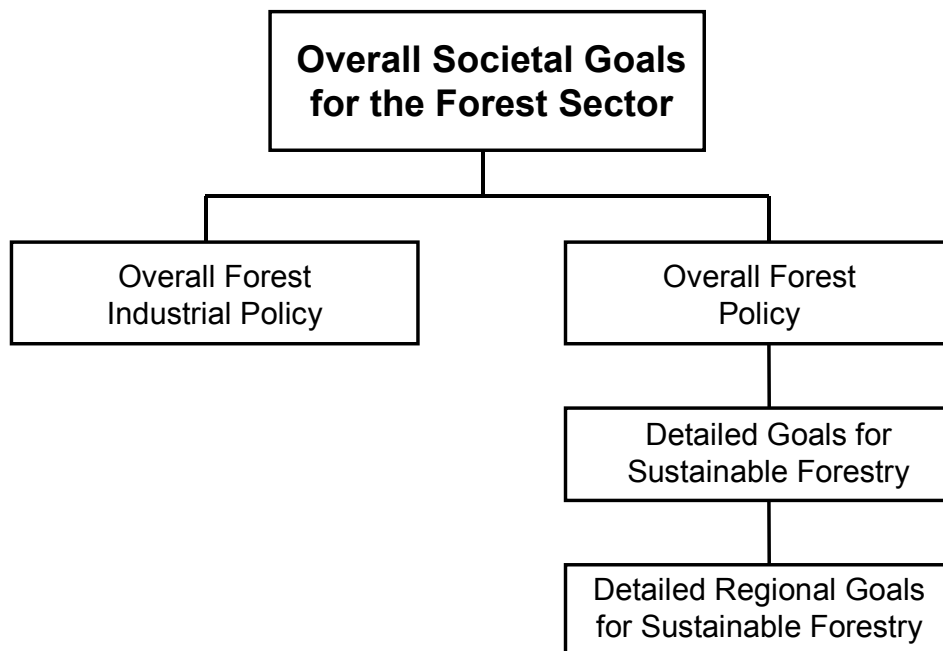 Overall Societal Goals
for the Forest Sector
Overall Forest
Industrial Policy
Overall Forest
Policy
Detailed Goals for
Sustainable Forestry
Detailed Regional Goals
for Sustainable Forestry